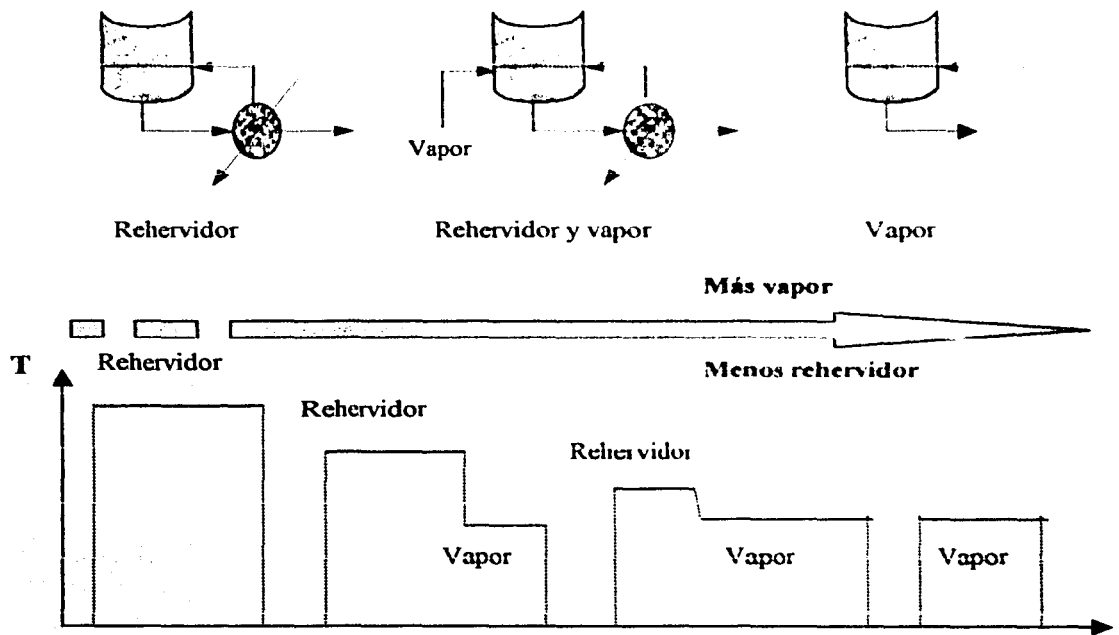 Vapor
Rehervidor
Rehervidor y vapor
Vapor
Más vapor
Menos rehervidor
T
Rehervidor
Rehervidor
Rehervidor
Vapor
Vapor
Vapor